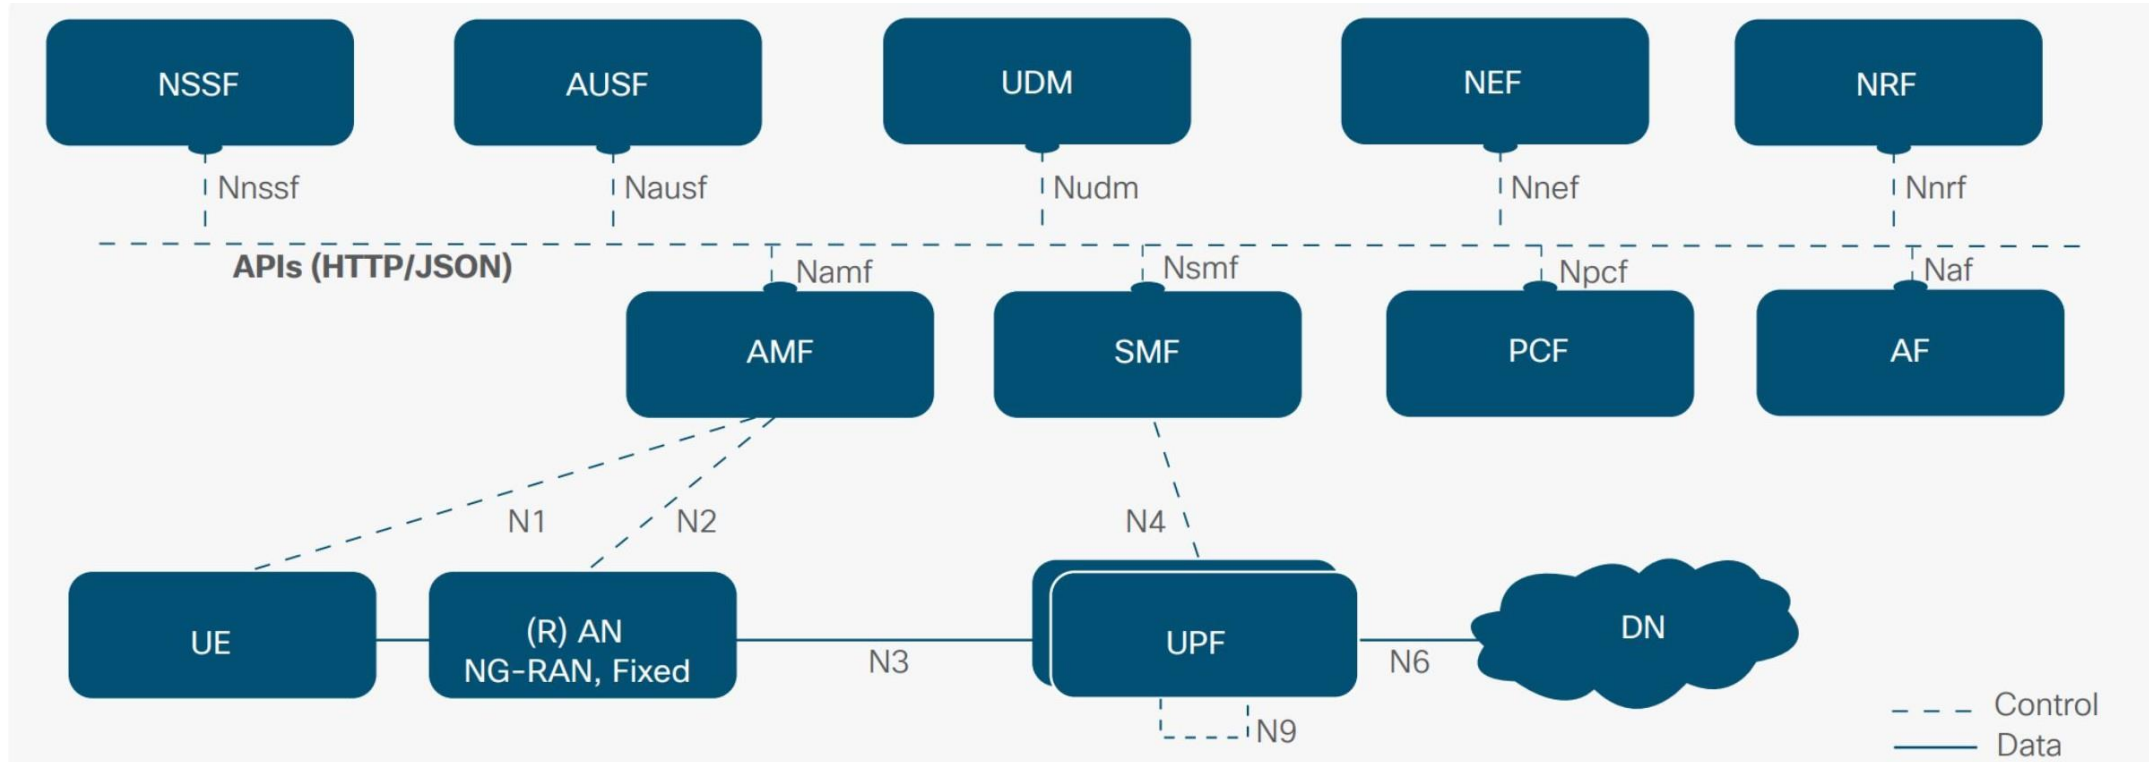 NSSF
AUSF
UDM
NEF
NRF
Nnssf
Nausf
Nudm
Nnef
Nnrf
APIs (HTTP/JSON)
Namf
Nsmf
Npcf
Naf
AMF
SMF
PCF
AF
N1
N2
N4
UE
(R) AN
NG-RAN, Fixed
N3
UPF
N6
DN
N9
Control
Data